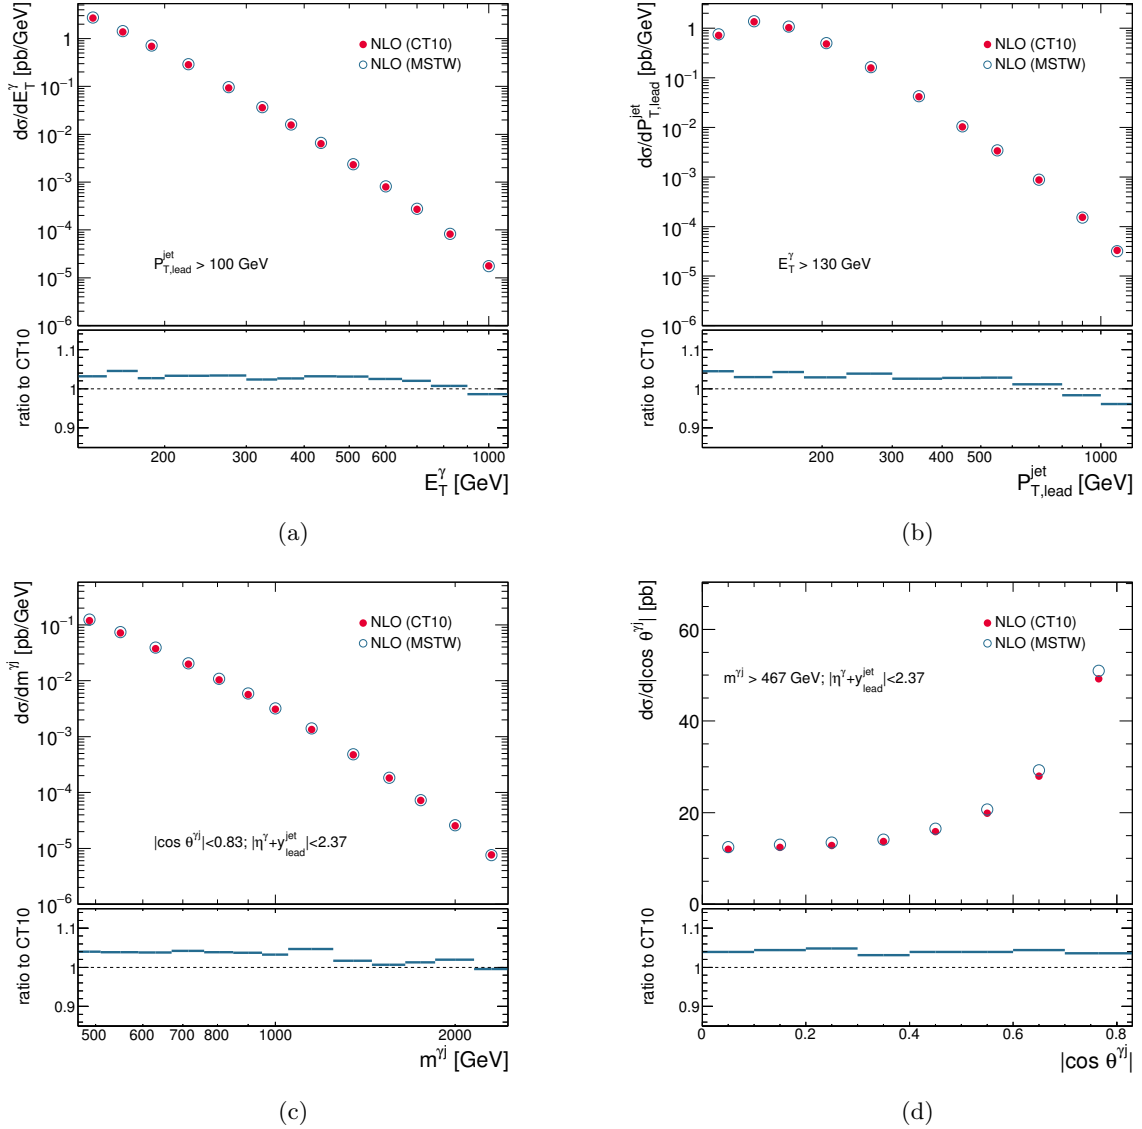 dσ/dE_T^γ [pb/GeV]
1
10⁻¹
10⁻²
10⁻³
10⁻⁴
10⁻⁵
10⁻⁶
NLO (CT10)
NLO (MSTW)
P_{T,lead}^{jet} > 100 GeV
ratio to CT10
1.1
1
0.9
200 300 400 500 600 1000
E_T^γ [GeV]
(a)
dσ/dP_{T,lead}^{jet} [pb/GeV]
1
10⁻¹
10⁻²
10⁻³
10⁻⁴
10⁻⁵
10⁻⁶
NLO (CT10)
NLO (MSTW)
E_T^γ > 130 GeV
ratio to CT10
1.1
1
0.9
200 300 400 500 1000
P_{T,lead}^{jet} [GeV]
(b)
dσ/dm^{γj} [pb/GeV]
10⁻¹
10⁻²
10⁻³
10⁻⁴
10⁻⁵
10⁻⁶
NLO (CT10)
NLO (MSTW)
|cos θ^{γj}|<0.83; |η^γ+y_{lead}^{jet}|<2.37
ratio to CT10
1.1
1
0.9
500 600 700 800 1000 2000
m^{γj} [GeV]
(c)
dσ/d|cos θ^{γj}| [pb]
60
40
20
0
NLO (CT10)
NLO (MSTW)
m^{γj} > 467 GeV; |η^γ+y_{lead}^{jet}|<2.37
ratio to CT10
1.1
1
0.9
0 0.2 0.4 0.6 0.8
|cos θ^{γj}|
(d)